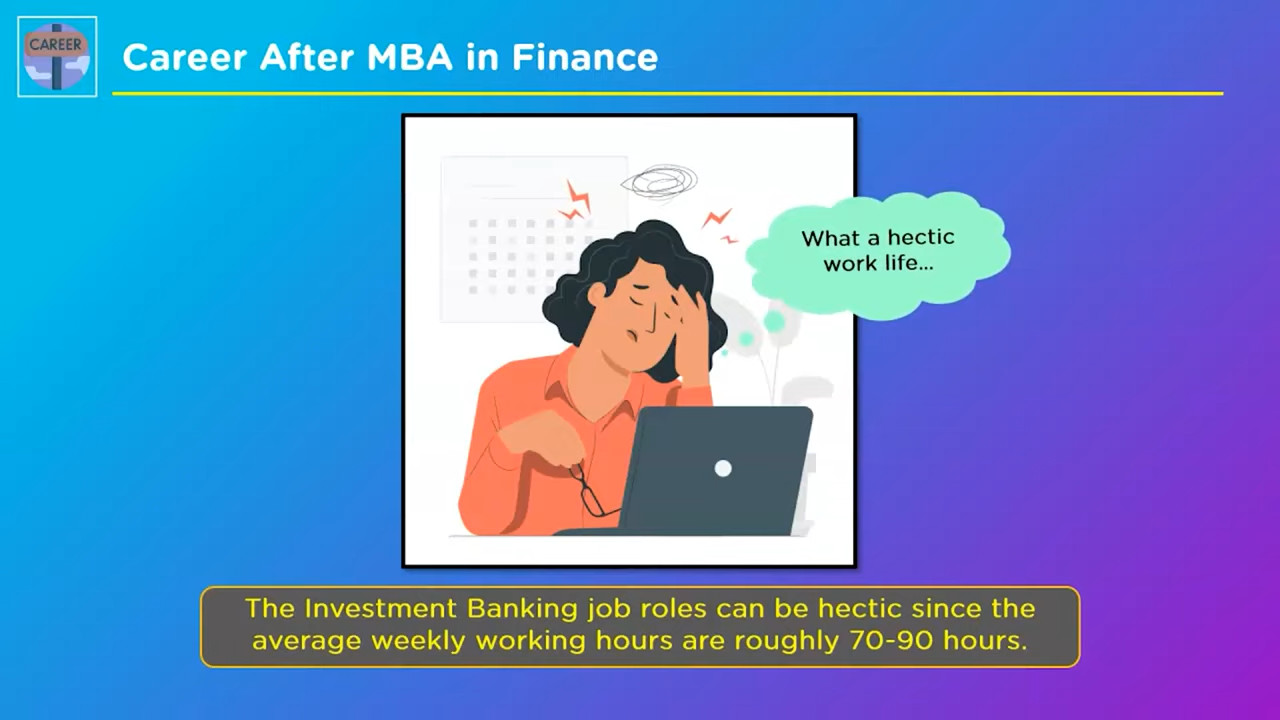 CAREER
Career After MBA in Finance
What a hectic
work life...
The Investment Banking job roles can be hectic since the
average weekly working hours are roughly 70-90 hours.